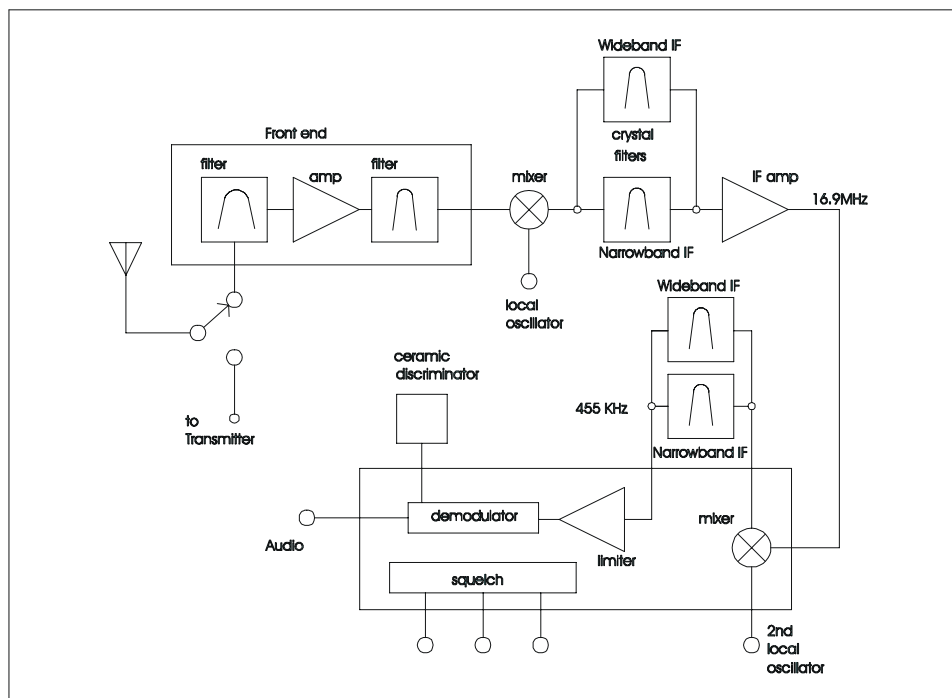 Wideband IF
crystal
filters
Front end
filter
amp
filter
mixer
IF amp
16.9MHz
Narrowband IF
local
oscillator
Wideband IF
ceramic
discriminator
455 KHz
to
Transmitter
Narrowband IF
demodulator
mixer
Audio
limiter
squelch
2nd
local
oscillator